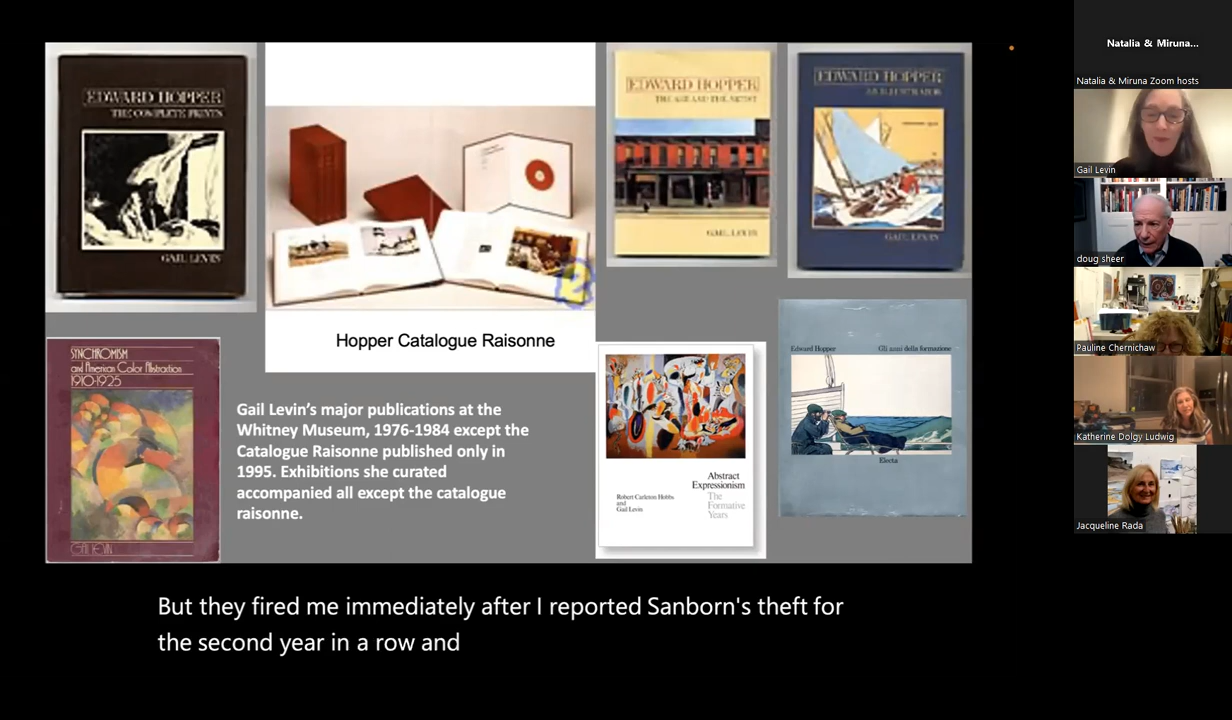 EDWARD HOPPER
THE COMPLETE PRINTS
GAIL LEVIN
Hopper Catalogue Raisonne
EDWARD HOPPER
THE ART AND THE ARTIST
GAIL LEVIN
EDWARD HOPPER
AS ILLUSTRATOR
GAIL LEVIN
SYNCHROMISM
and American Color Abstraction
1910-1925
GAIL LEVIN
Gail Levin's major publications at the
Whitney Museum, 1976-1984 except the
Catalogue Raisonne published only in
1995. Exhibitions she curated
accompanied all except the catalogue
raisonne.
Abstract
Expressionism
The
Formative
Years
Robert Carleton Hobbs
and
Gail Levin
Edward Hopper
Gli anni della formazione
Electa
But they fired me immediately after I reported Sanborn's theft for
the second year in a row and
Natalia & Miruna...
Natalia & Miruna Zoom hosts
Gail Levin
doug sheer
Pauline Chernichaw
Katherine Dolgy Ludwig
Jacqueline Rada